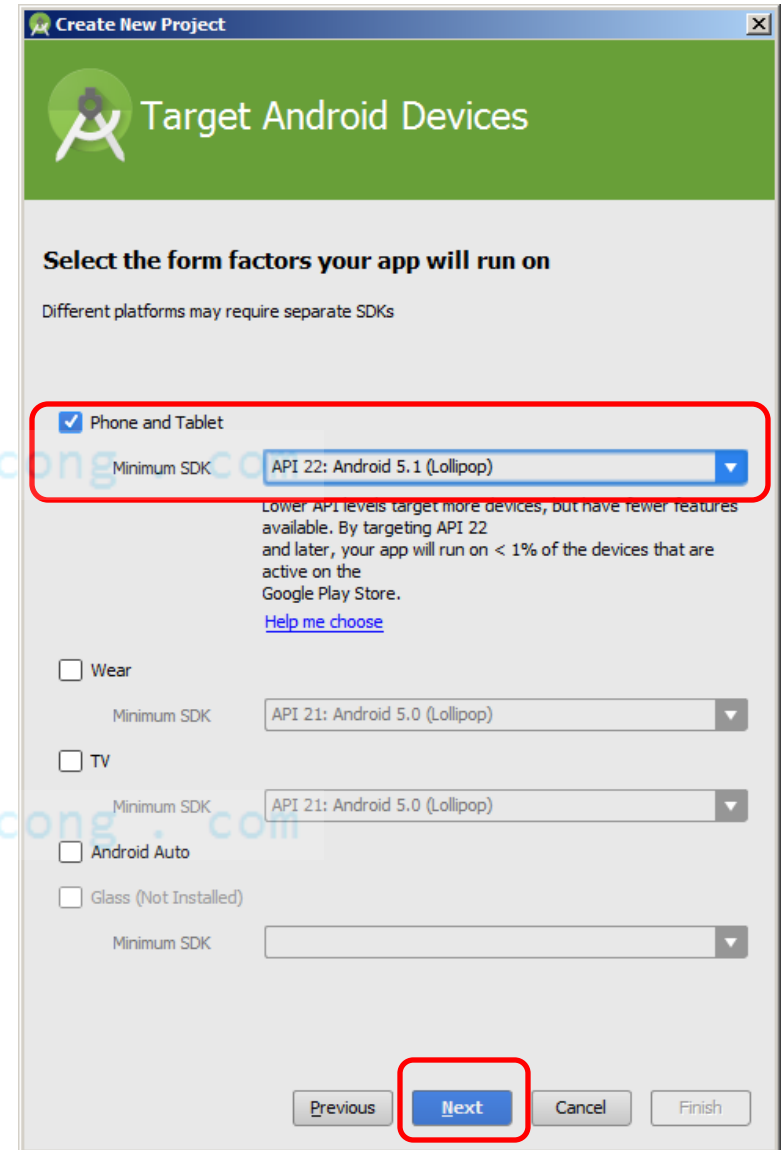 Create New Project
Target Android Devices
Select the form factors your app will run on
Different platforms may require separate SDKs
Phone and Tablet
Minimum SDK API 22: Android 5.1 (Lollipop)
cong . com
Lower API levels target more devices, but have fewer features
available. By targeting API 22
and later, your app will run on < 1% of the devices that are
active on the
Google Play Store.
Help me choose
Wear
Minimum SDK API 21: Android 5.0 (Lollipop)
TV
Minimum SDK API 21: Android 5.0 (Lollipop)
cong . com
Android Auto
Glass (Not Installed)
Minimum SDK
Previous Next Cancel Finish